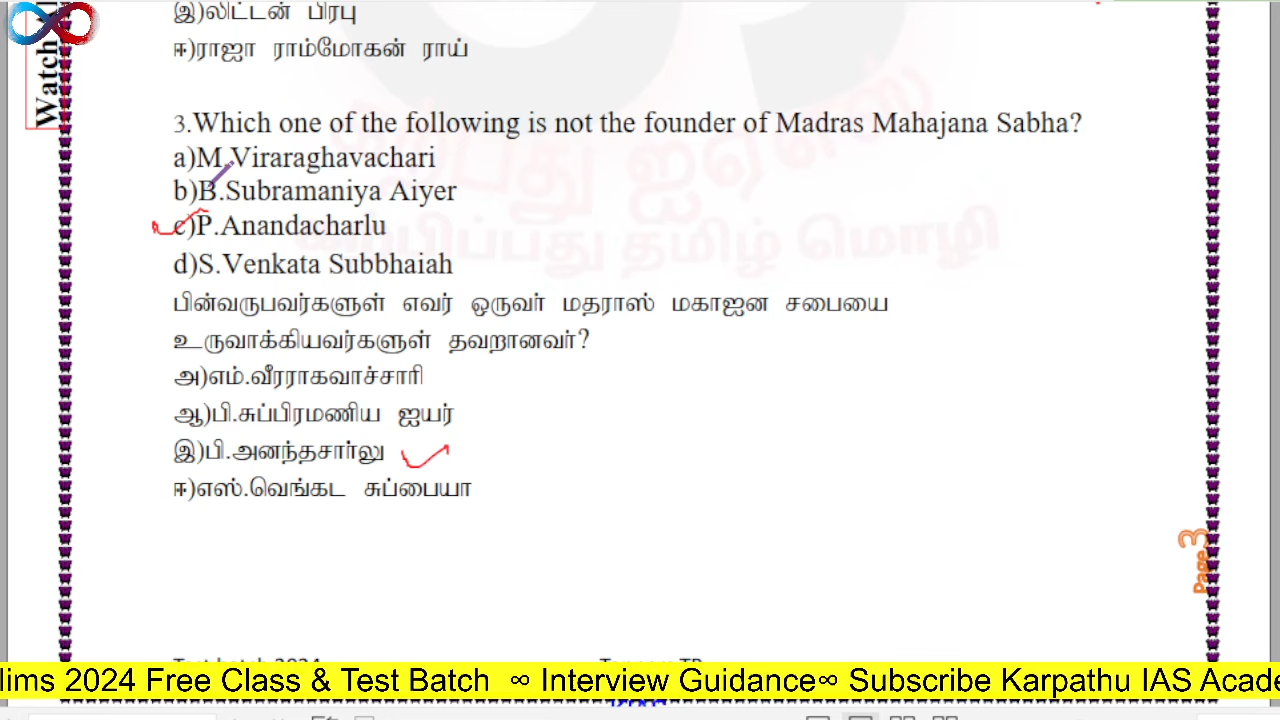 இ)லிட்டன் பிரபு
ஈ)ராஜா ராம்மோகன் ராய்
Watch
3.Which one of the following is not the founder of Madras Mahajana Sabha?
a)M.Viraraghavachari
b)B.Subramaniya Aiyer
c)P.Anandacharlu
d)S.Venkata Subbhaiah
பின்வருபவர்களுள் எவர் ஒருவர் மதராஸ் மகாஜன சபையை
உருவாக்கியவர்களுள் தவறானவர்?
அ)எம்.வீரராகவாச்சாரி
ஆ)பி.சுப்பிரமணிய ஐயர்
இ)பி.அனந்தசார்லு
ஈ)எஸ்.வெங்கட சுப்பையா
Page 3
lims 2024 Free Class & Test Batch ∞ Interview Guidance∞ Subscribe Karpathu IAS Acade